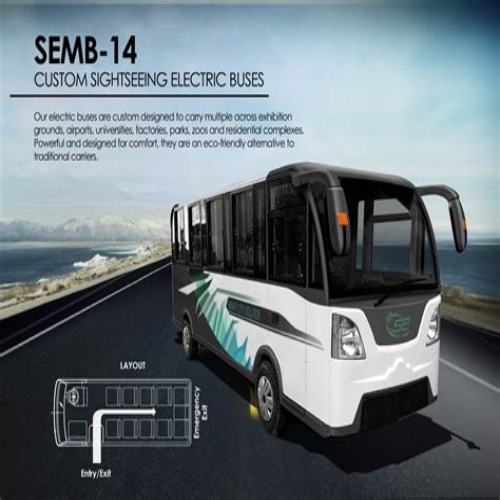 SEMB-14
CUSTOM SIGHTSEEING ELECTRIC BUSES
Our electric buses are custom designed to carry multiple across exhibition
grounds, airports, universities, factories, parks, zoos and residential complexes.
Powerful and designed for comfort, they are an eco-friendly alternative to
traditional carriers.
LAYOUT
Emergency
Exit
Entry/Exit